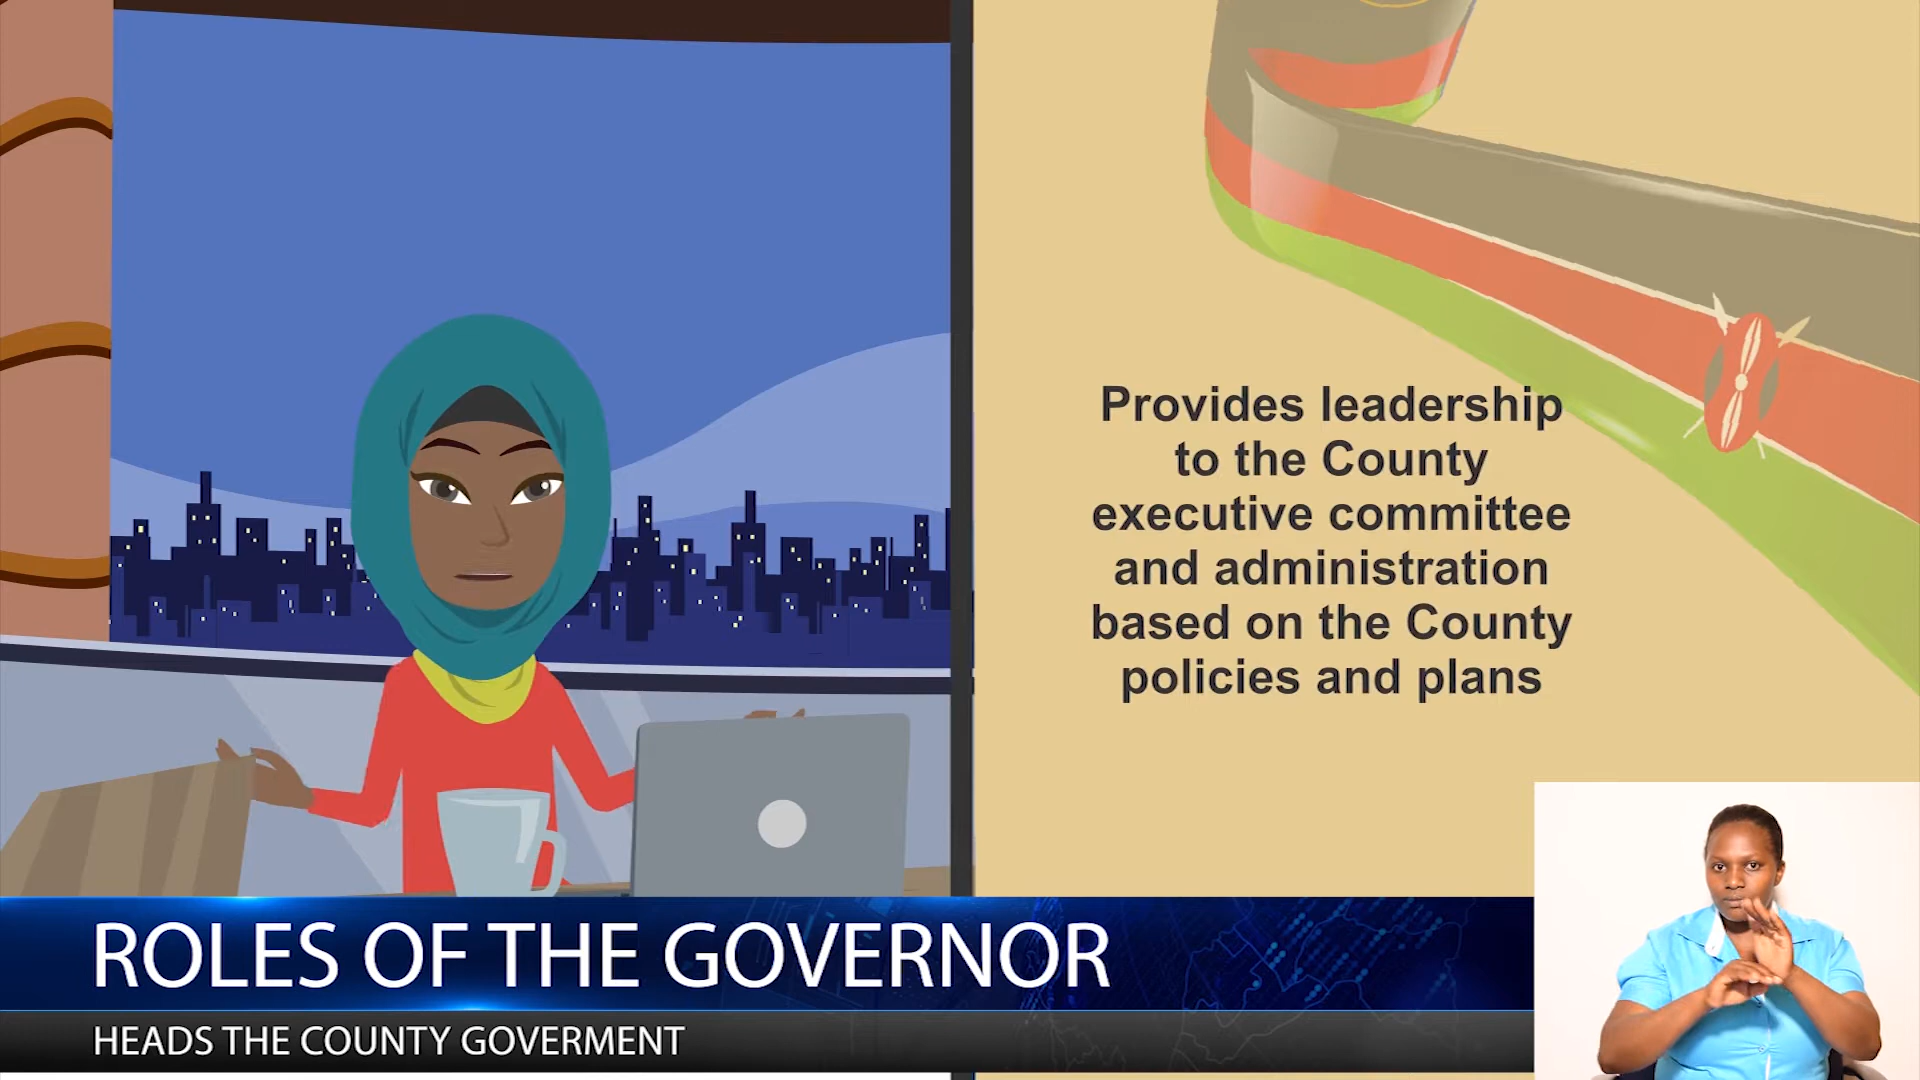 Provides leadership
to the County
executive committee
and administration
based on the County
policies and plans
ROLES OF THE GOVERNOR
HEADS THE COUNTY GOVERMENT